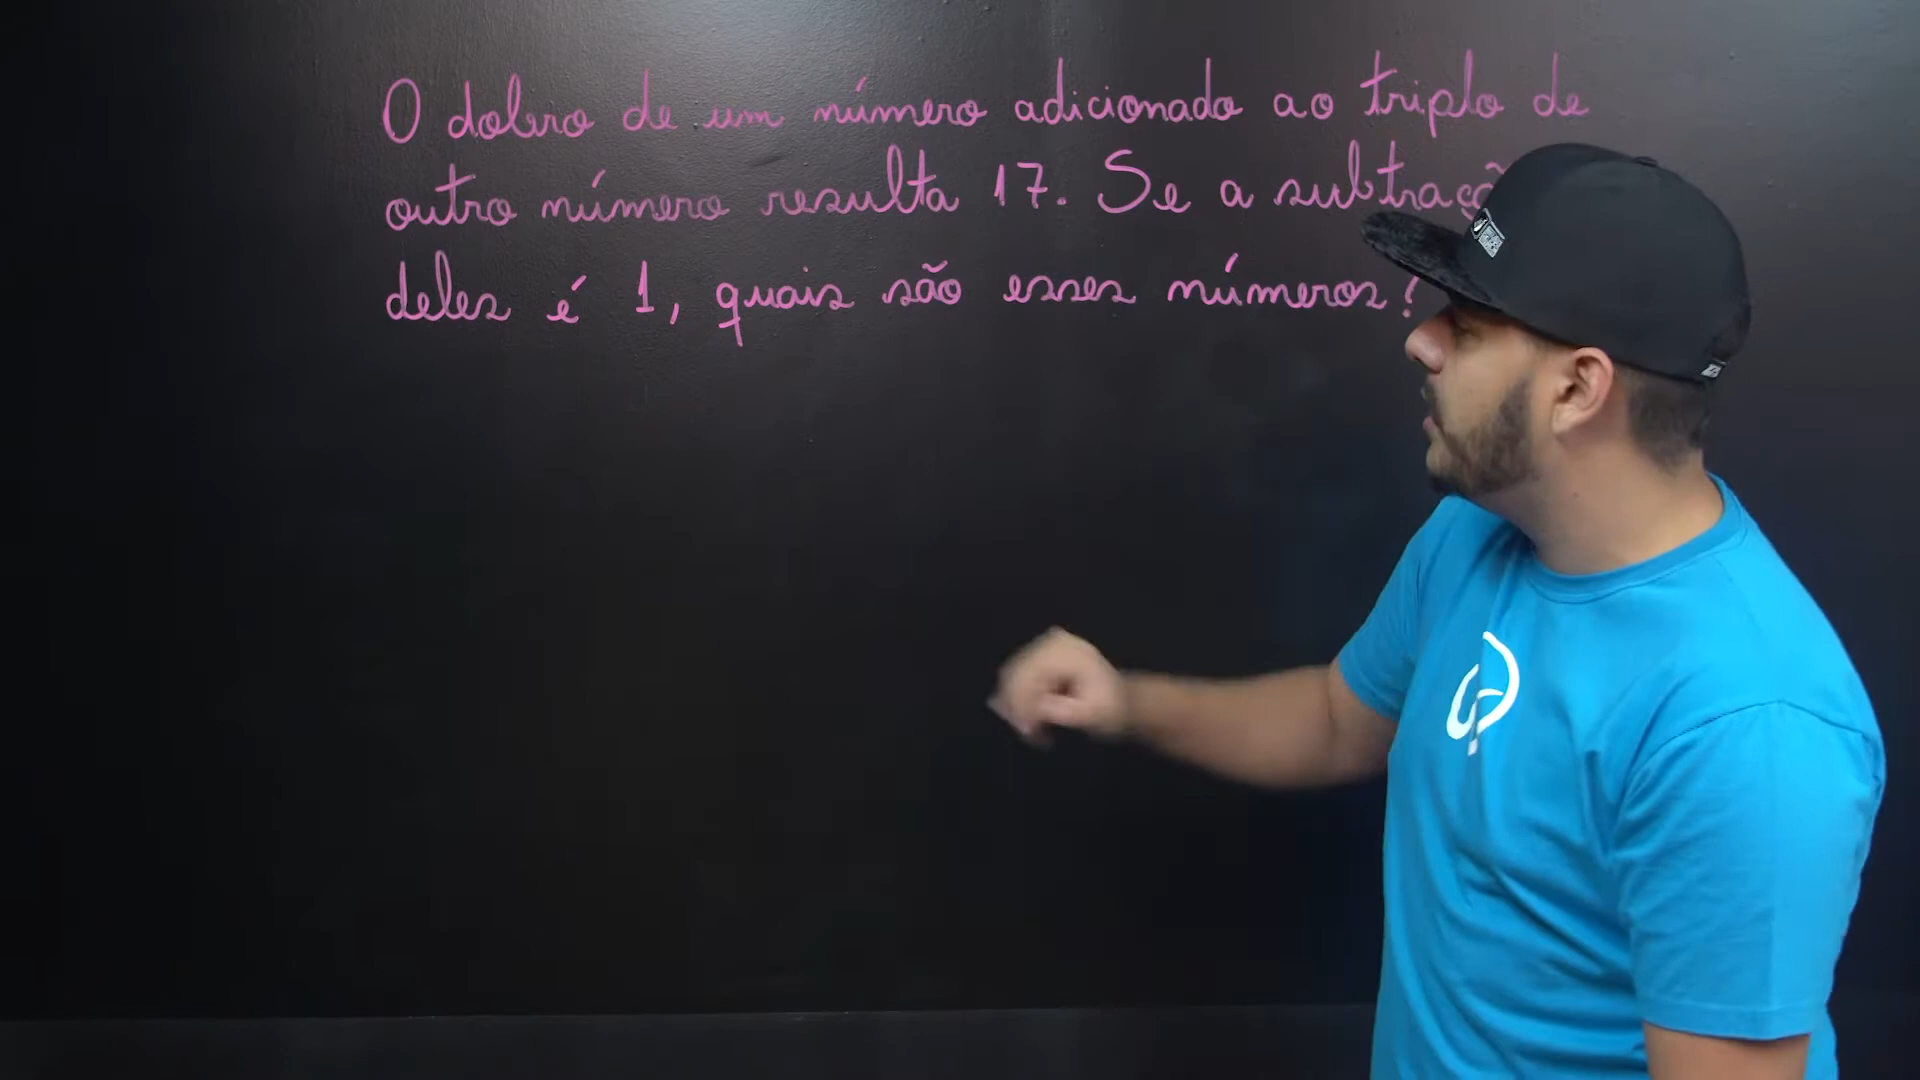 O dobro de um número adicionado ao triplo de
outro número resulta 17. Se a
deles é 1, quais são esses números?